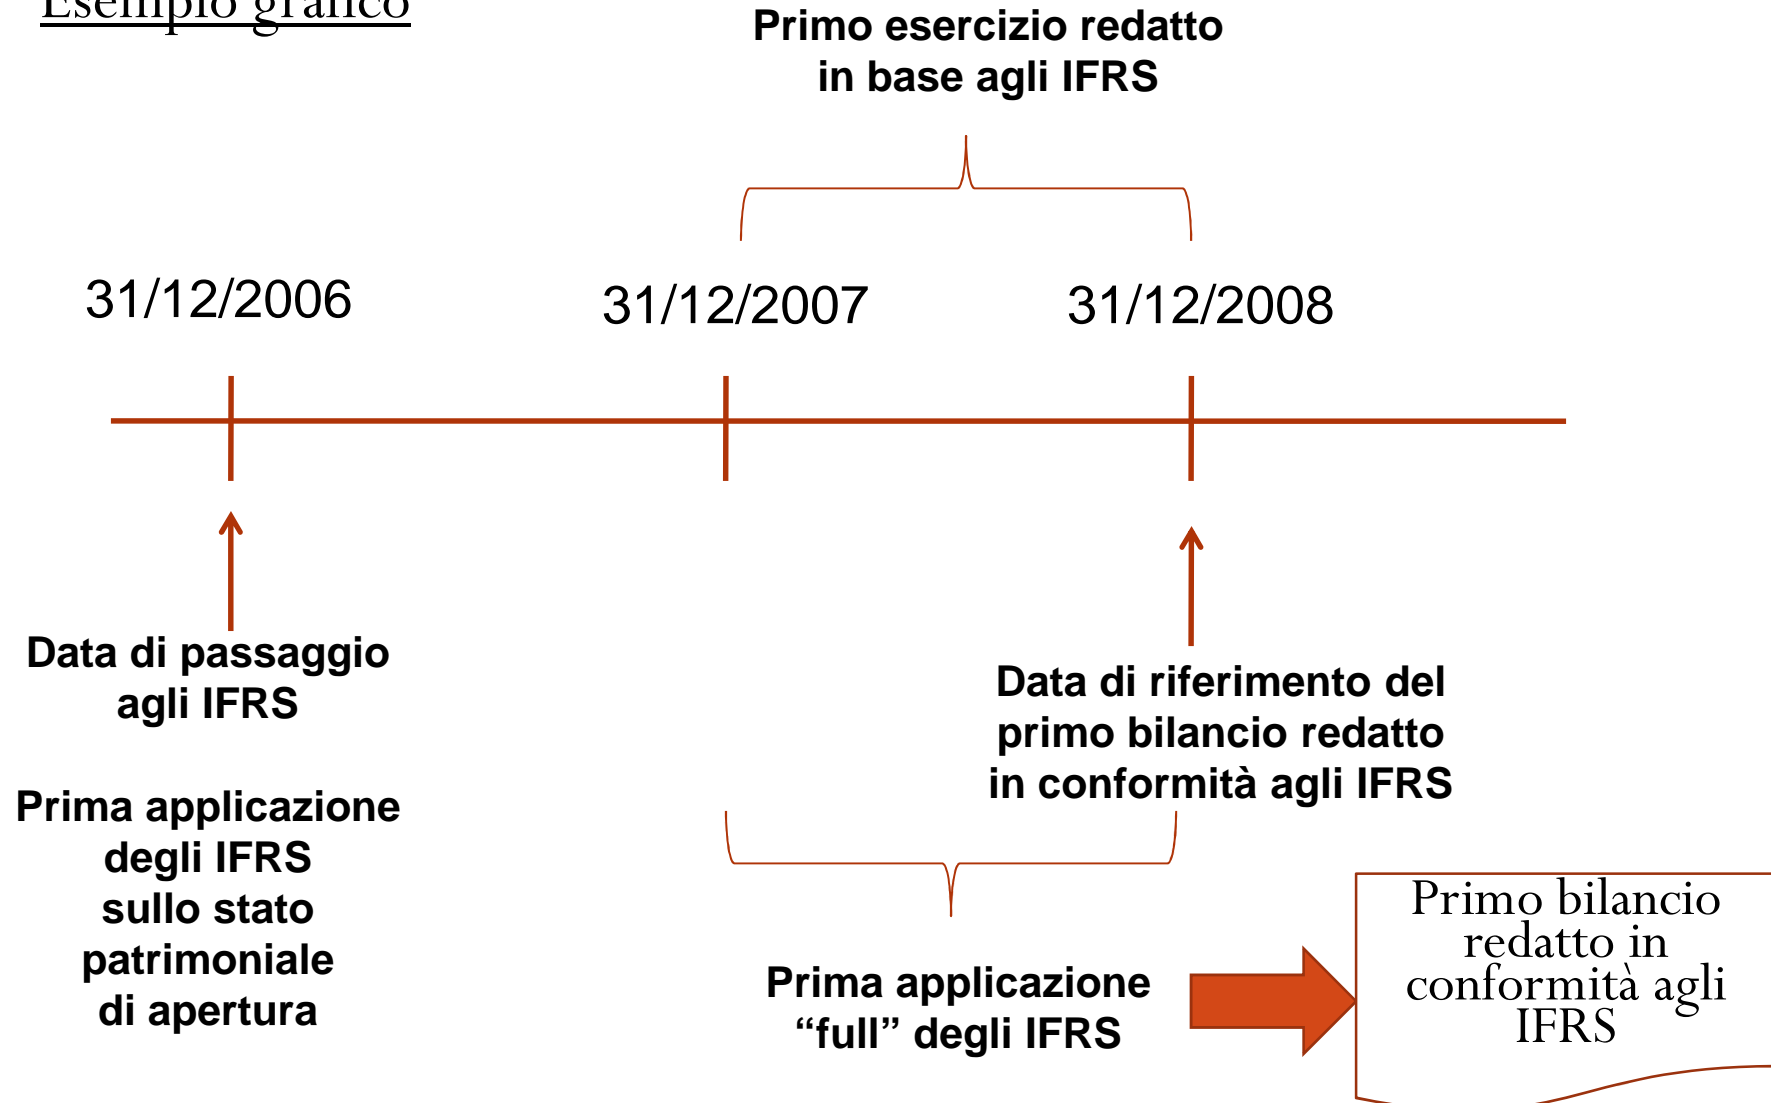 Esempio grafico
Primo esercizio redatto
in base agli IFRS
31/12/2006
31/12/2007
31/12/2008
Data di passaggio
agli IFRS
Prima applicazione
degli IFRS
sullo stato
patrimoniale
di apertura
Data di riferimento del
primo bilancio redatto
in conformità agli IFRS
Prima applicazione
“full” degli IFRS
Primo bilancio
redatto in
conformità agli
IFRS